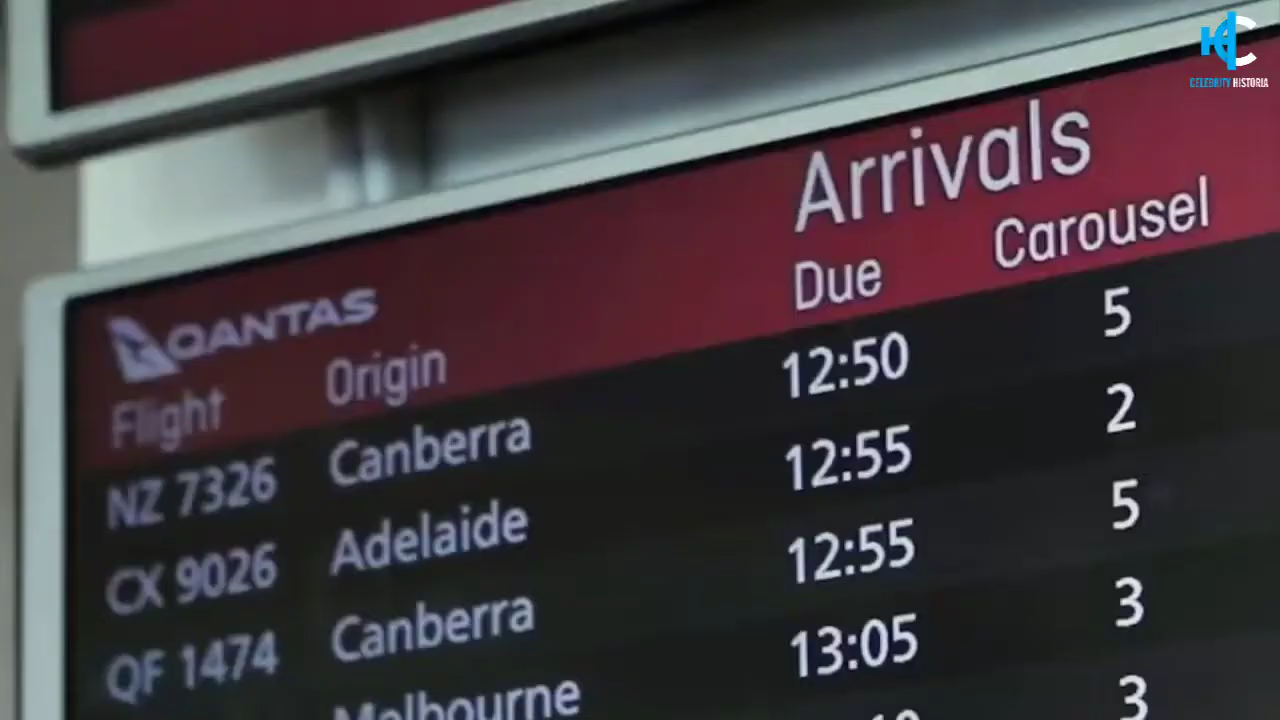 CELEBRITY HISTORIA
QANTAS Arrivals
Flight Origin Due Carousel
NZ 7326 Canberra 12:50 5
CX 9026 Adelaide 12:55 2
QF 1474 Canberra 12:55 5
Melbourne 13:05 3
3